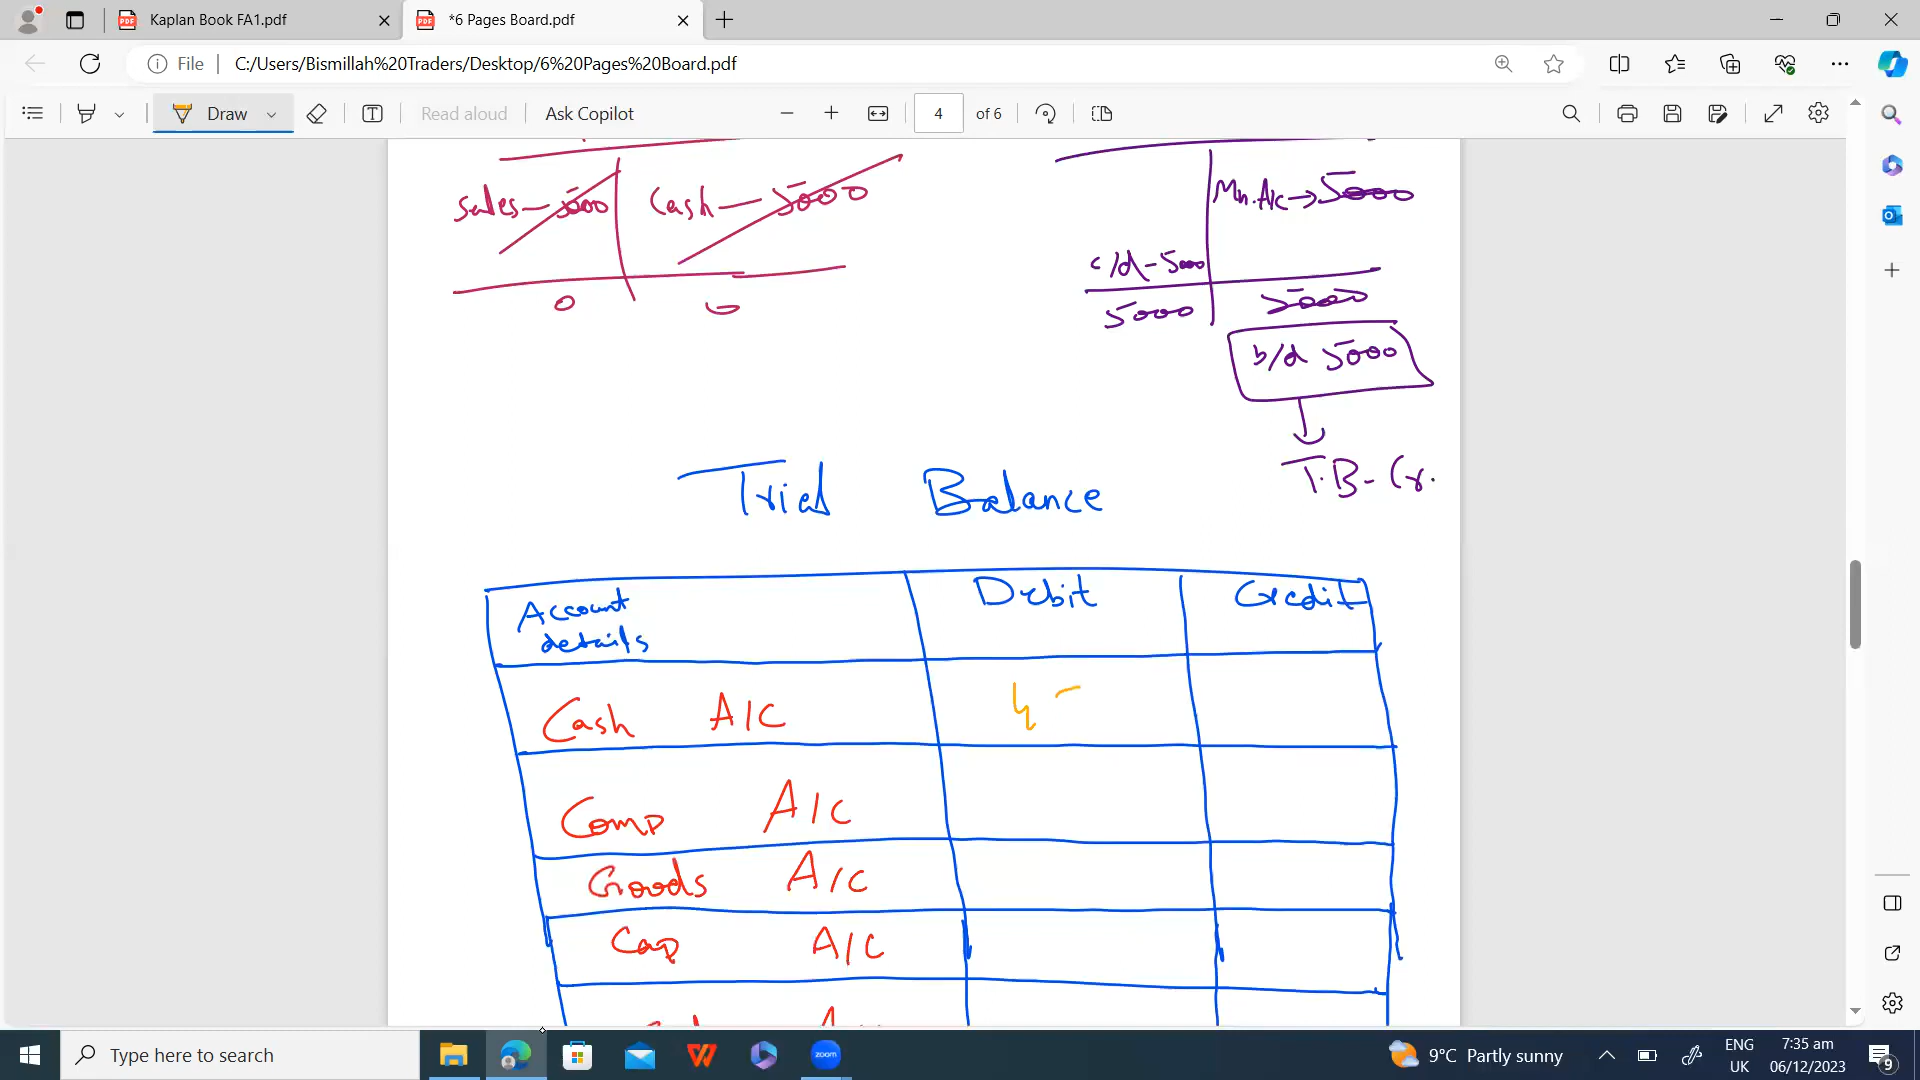 Kaplan Book FA1.pdf
*6 Pages Board.pdf
File
C:/Users/Bismillah%20Traders/Desktop/6%20Pages%20Board.pdf
Draw
Read aloud
Ask Copilot
4 of 6
Sales — 5000
Cash — 5000
Mn. A/c → 5000
c/d - 5000
0
0
5000
5000
b/d 5000
T.B - Cr.
Trial Balance
Account details
Debit
Credit
Cash A/C
Comp A/C
Goods A/C
Cap A/C
Type here to search
zoom
9°C Partly sunny
ENG
UK
7:35 am
06/12/2023
9